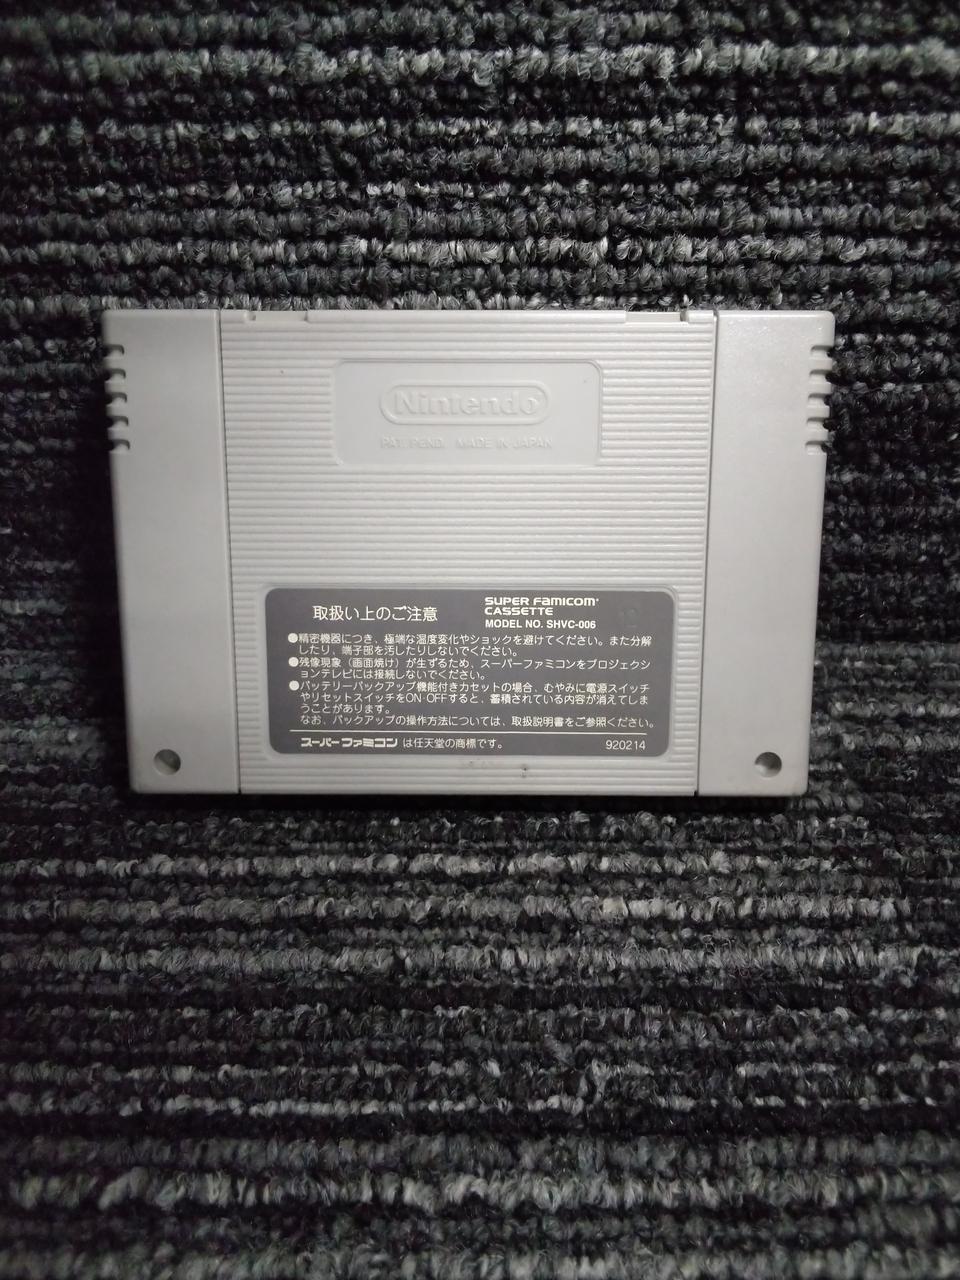 Nintendo
PAT. PEND. MADE IN JAPAN
取扱い上のご注意
SUPER FAMICOM
CASSETTE
MODEL NO. SHVC-006
●精密機器につき、極端な温度変化やショックを避けてください。また分解
したり、端子部を汚したりしないでください。
●残像現象（画面焼け）が生ずるため、スーパーファミコンをプロジェクシ
ョンテレビには接続しないでください。
●バッテリーバックアップ機能付きカセットの場合、むやみに電源スイッチ
やリセットスイッチをON・OFFすると、蓄積されている内容が消えてしま
うことがあります。
なお、バックアップの操作方法については、取扱説明書をご参照ください。
スーパーファミコン は任天堂の商標です。
920214